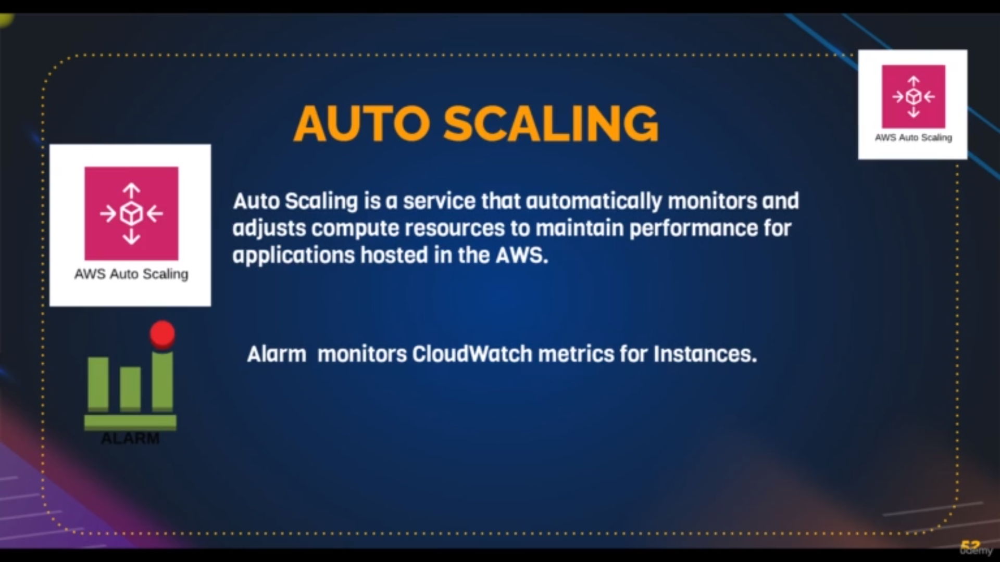 AUTO SCALING
AWS Auto Scaling
AWS Auto Scaling
Auto Scaling is a service that automatically monitors and
adjusts compute resources to maintain performance for
applications hosted in the AWS.
Alarm monitors CloudWatch metrics for Instances.
ALARM
52
udemy